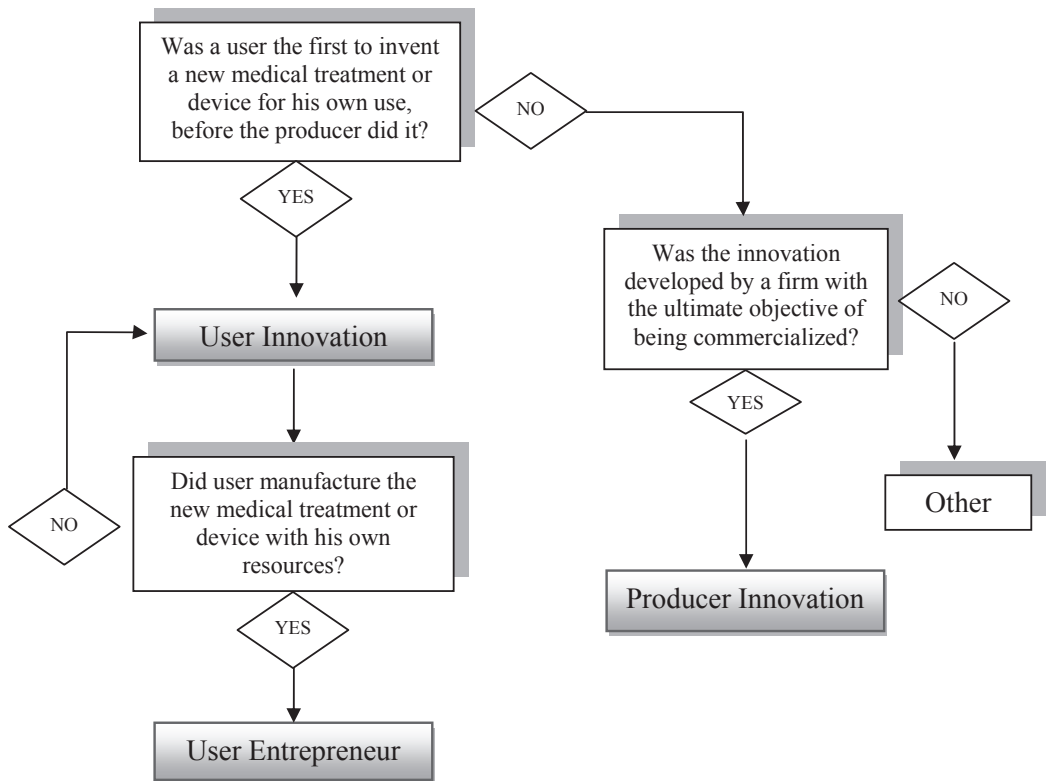 Was a user the first to invent
a new medical treatment or
device for his own use,
before the producer did it?
NO
YES
Was the innovation
developed by a firm with
the ultimate objective of
being commercialized?
NO
User Innovation
YES
Did user manufacture the
new medical treatment or
device with his own
resources?
NO
Other
Producer Innovation
YES
User Entrepreneur